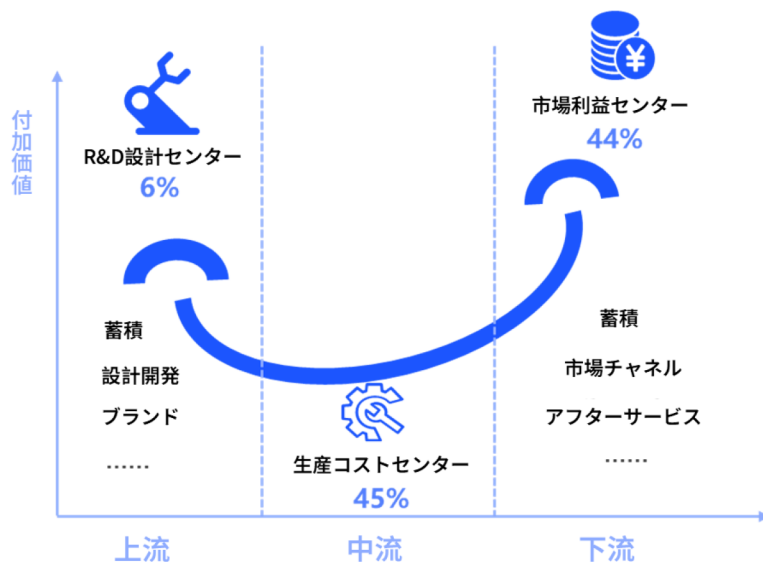 付加価値
R&D設計センター
6%
蓄積
設計開発
ブランド
……
生産コストセンター
45%
¥
市場利益センター
44%
蓄積
市場チャネル
アフターサービス
……
上流
中流
下流